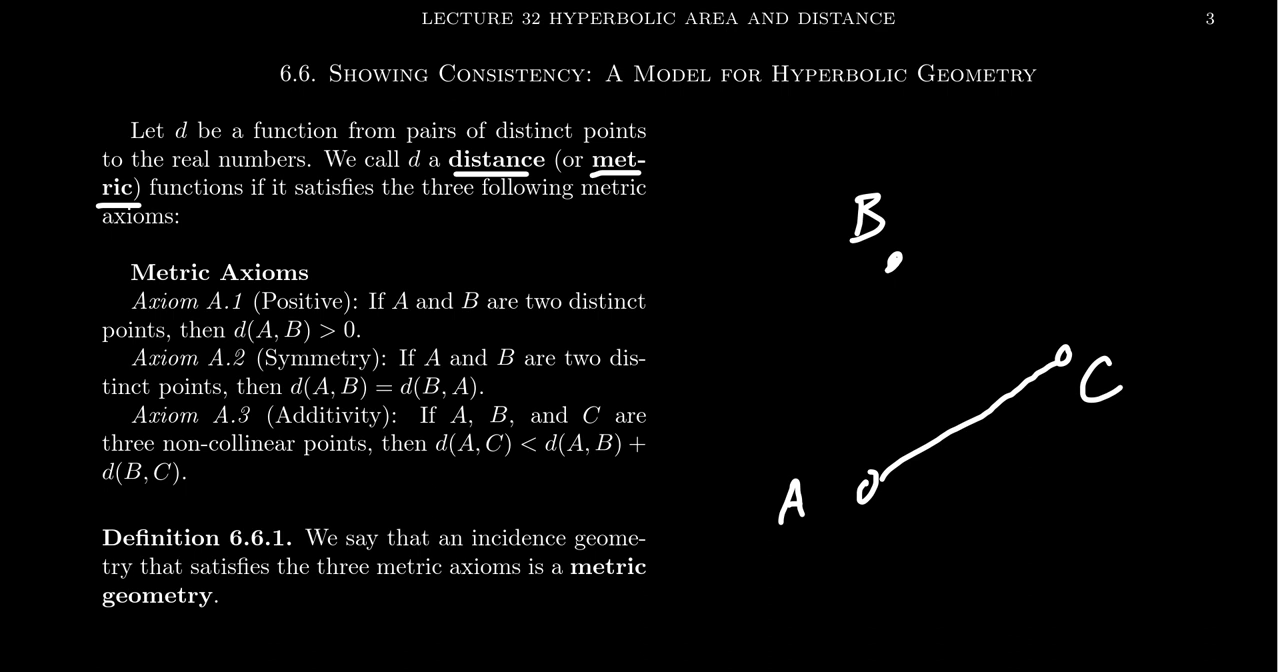 LECTURE 32 HYPERBOLIC AREA AND DISTANCE 3
6.6. Showing Consistency: A Model for Hyperbolic Geometry
Let d be a function from pairs of distinct points
to the real numbers. We call d a distance (or met-
ric) functions if it satisfies the three following metric
axioms:
Metric Axioms
Axiom A.1 (Positive): If A and B are two distinct
points, then d(A, B) > 0.
Axiom A.2 (Symmetry): If A and B are two dis-
tinct points, then d(A, B) = d(B, A).
Axiom A.3 (Additivity): If A, B, and C are
three non-collinear points, then d(A, C) < d(A, B) +
d(B, C).
Definition 6.6.1. We say that an incidence geome-
try that satisfies the three metric axioms is a metric
geometry.
B
C
A